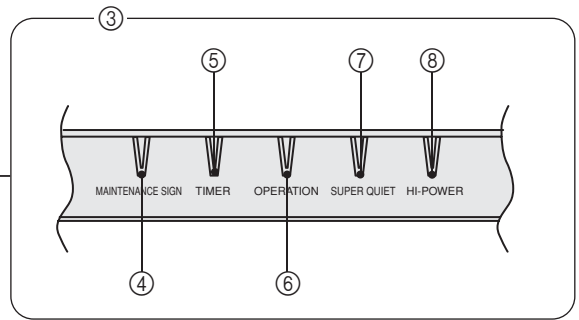 ③
⑤ ⑦ ⑧
MAINTENANCE SIGN TIMER OPERATION SUPER QUIET HI-POWER
④ ⑥